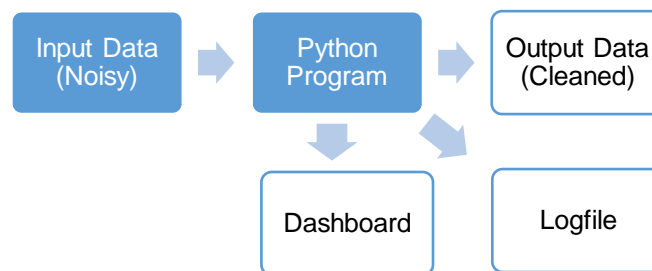 Input Data
(Noisy)
Python
Program
Output Data
(Cleaned)
Dashboard
Logfile